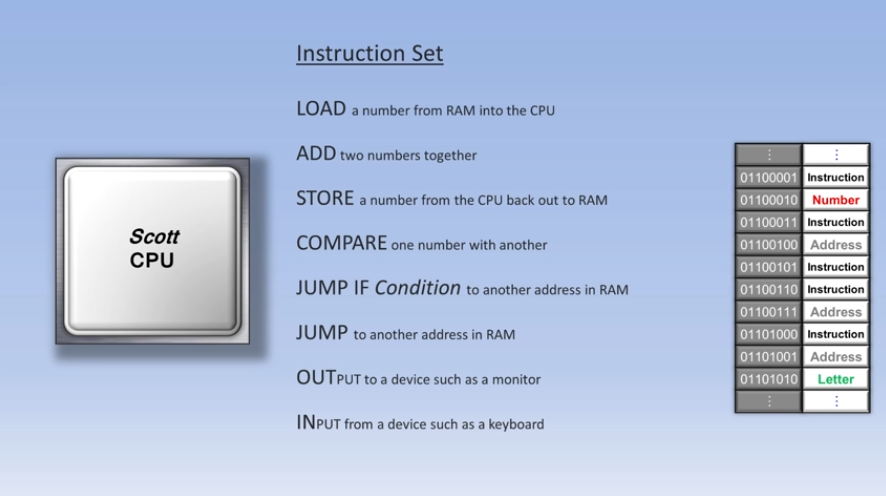 Instruction Set
LOAD a number from RAM into the CPU
ADD two numbers together
STORE a number from the CPU back out to RAM
COMPARE one number with another
JUMP IF Condition to another address in RAM
JUMP to another address in RAM
OUTPUT to a device such as a monitor
INPUT from a device such as a keyboard
Scott
CPU
⋮ ⋮
01100001 Instruction
01100010 Number
01100011 Instruction
01100100 Address
01100101 Instruction
01100110 Instruction
01100111 Address
01101000 Instruction
01101001 Address
01101010 Letter
⋮ ⋮